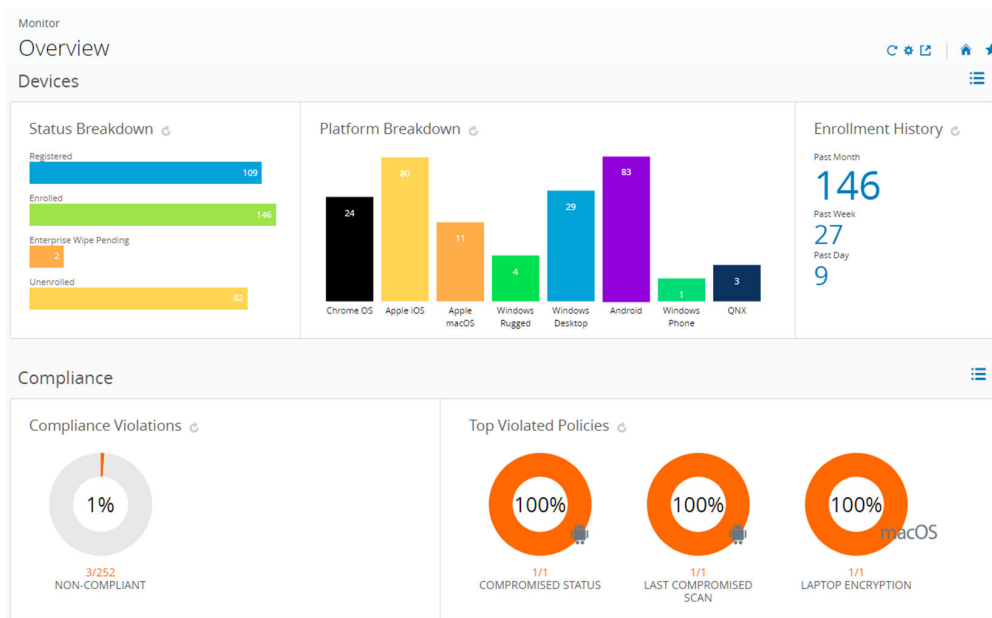 Monitor
Overview
Devices
Status Breakdown
Registered
109
Enrolled
146
Enterprise Wipe Pending
2
Unenrolled
82
Platform Breakdown
24
80
11
4
29
83
1
3
Chrome OS
Apple iOS
Apple
macOS
Windows
Rugged
Windows
Desktop
Android
Windows
Phone
QNX
Enrollment History
Past Month
146
Past Week
27
Past Day
9
Compliance
Compliance Violations
1%
3/252
NON-COMPLIANT
Top Violated Policies
100%
1/1
COMPROMISED STATUS
100%
1/1
LAST COMPROMISED
SCAN
100%
macOS
1/1
LAPTOP ENCRYPTION